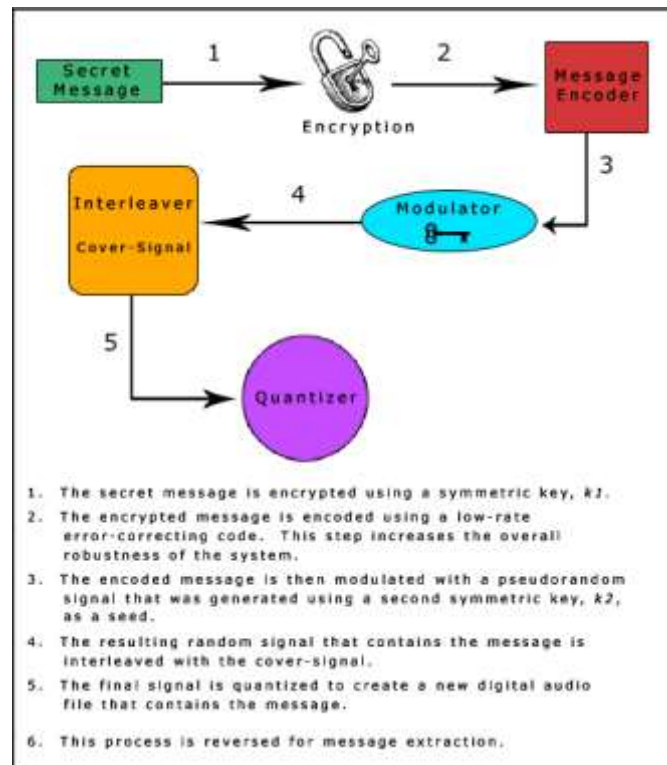 1
2
Secret
Message
Encryption
Message
Encoder
3
4
Interleaver
Cover-Signal
Modulator
5
Quantizer
1. The secret message is encrypted using a symmetric key, k1.
2. The encrypted message is encoded using a low-rate
error-correcting code. This step increases the overall
robustness of the system.
3. The encoded message is then modulated with a pseudorandom
signal that was generated using a second symmetric key, k2,
as a seed.
4. The resulting random signal that contains the message is
interleaved with the cover-signal.
5. The final signal is quantized to create a new digital audio
file that contains the message.
6. This process is reversed for message extraction.